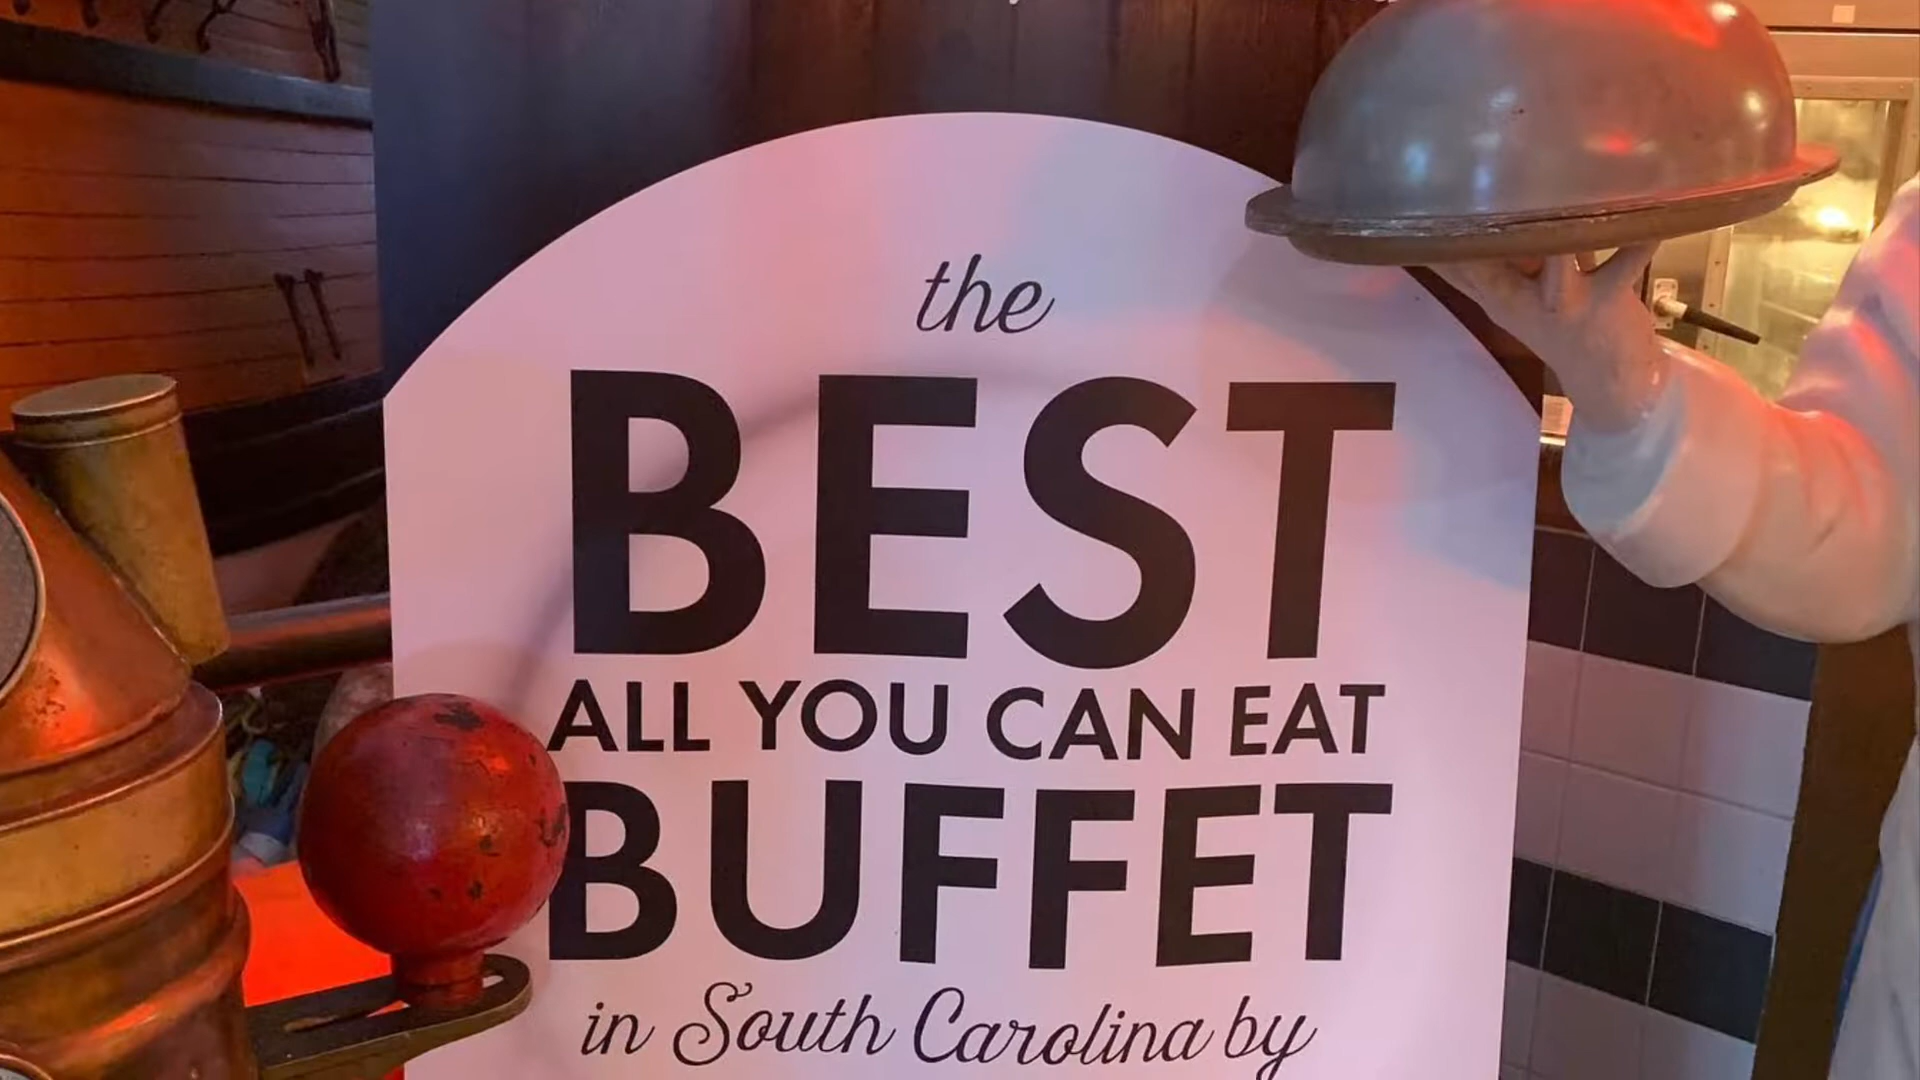 the
BEST
ALL YOU CAN EAT
BUFFET
in South Carolina by